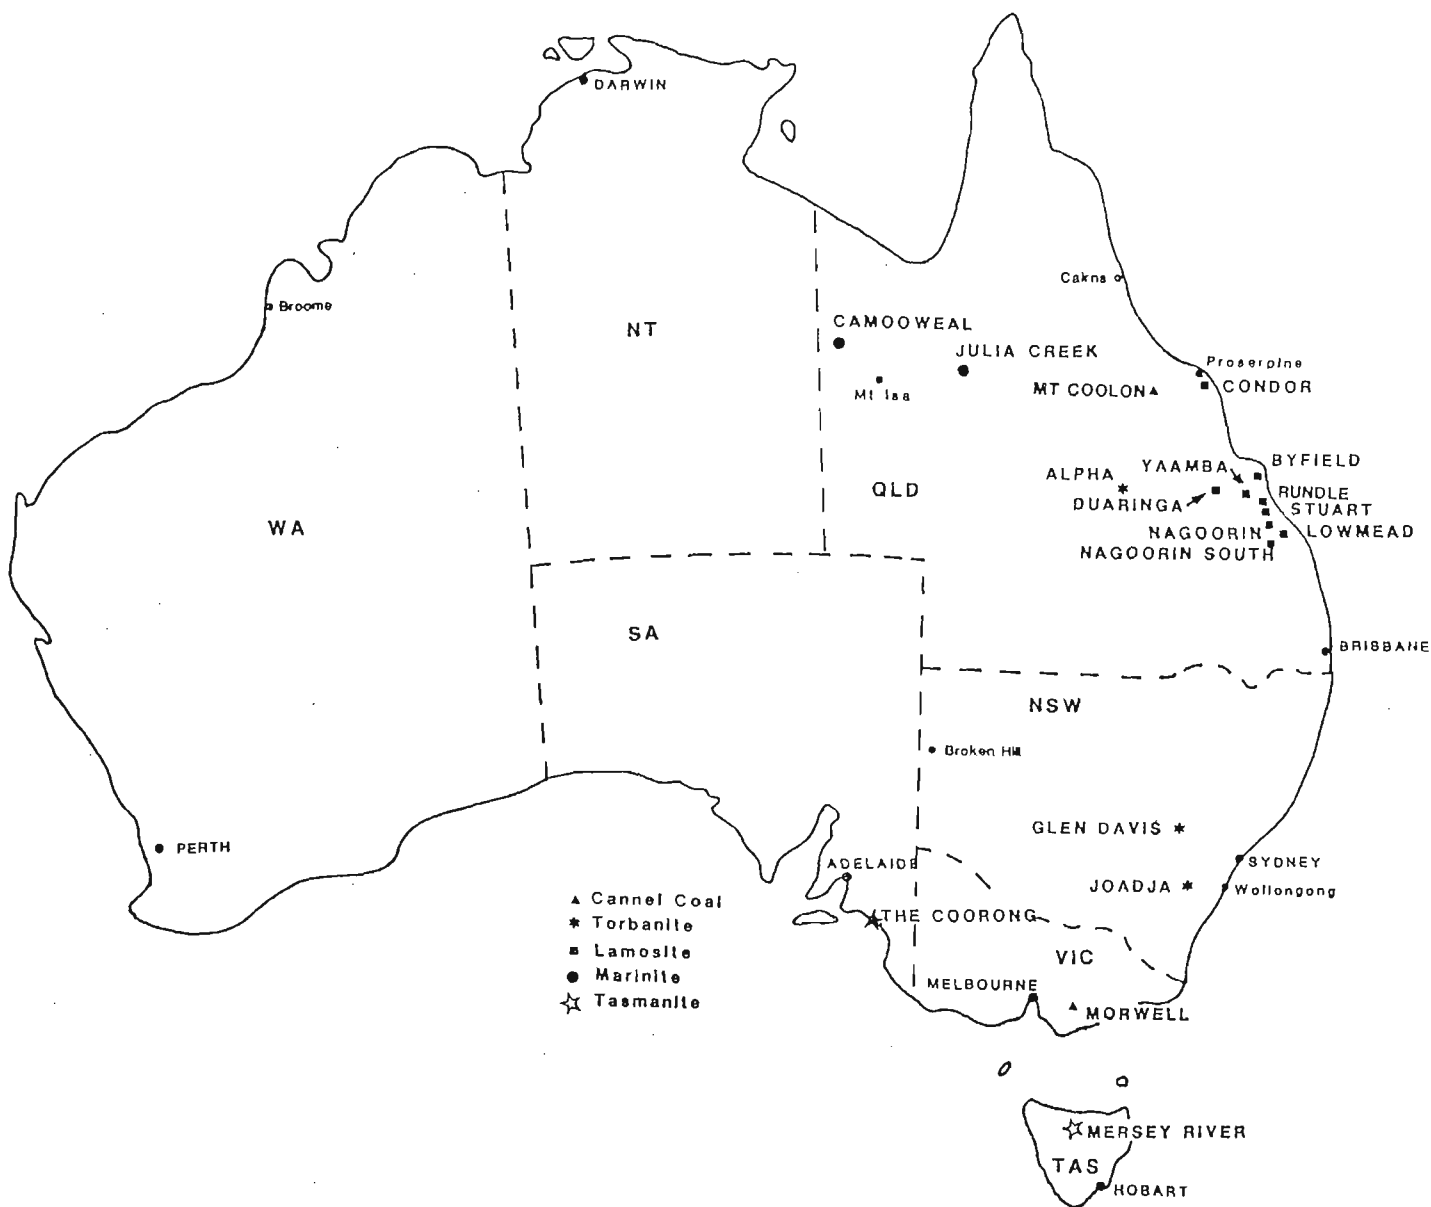 DARWIN
Cairns
Broome
CAMOOWEAL
NT
JULIA CREEK
Proserpine
Mt Isa
MT COOLON
CONDOR
BYFIELD
YAAMBA
ALPHA
QLD
RUNDLE
DUARINGA
STUART
WA
NAGOORIN
LOWMEAD
NAGOORIN SOUTH
SA
BRISBANE
NSW
Broken Hill
GLEN DAVIS
PERTH
ADELAIDE
SYDNEY
JOADJA
Wollongong
Cannel Coal
Torbanite
Lamosite
Marinite
Tasmanite
THE COORONG
VIC
MELBOURNE
MORWELL
MERSEY RIVER
TAS
HOBART